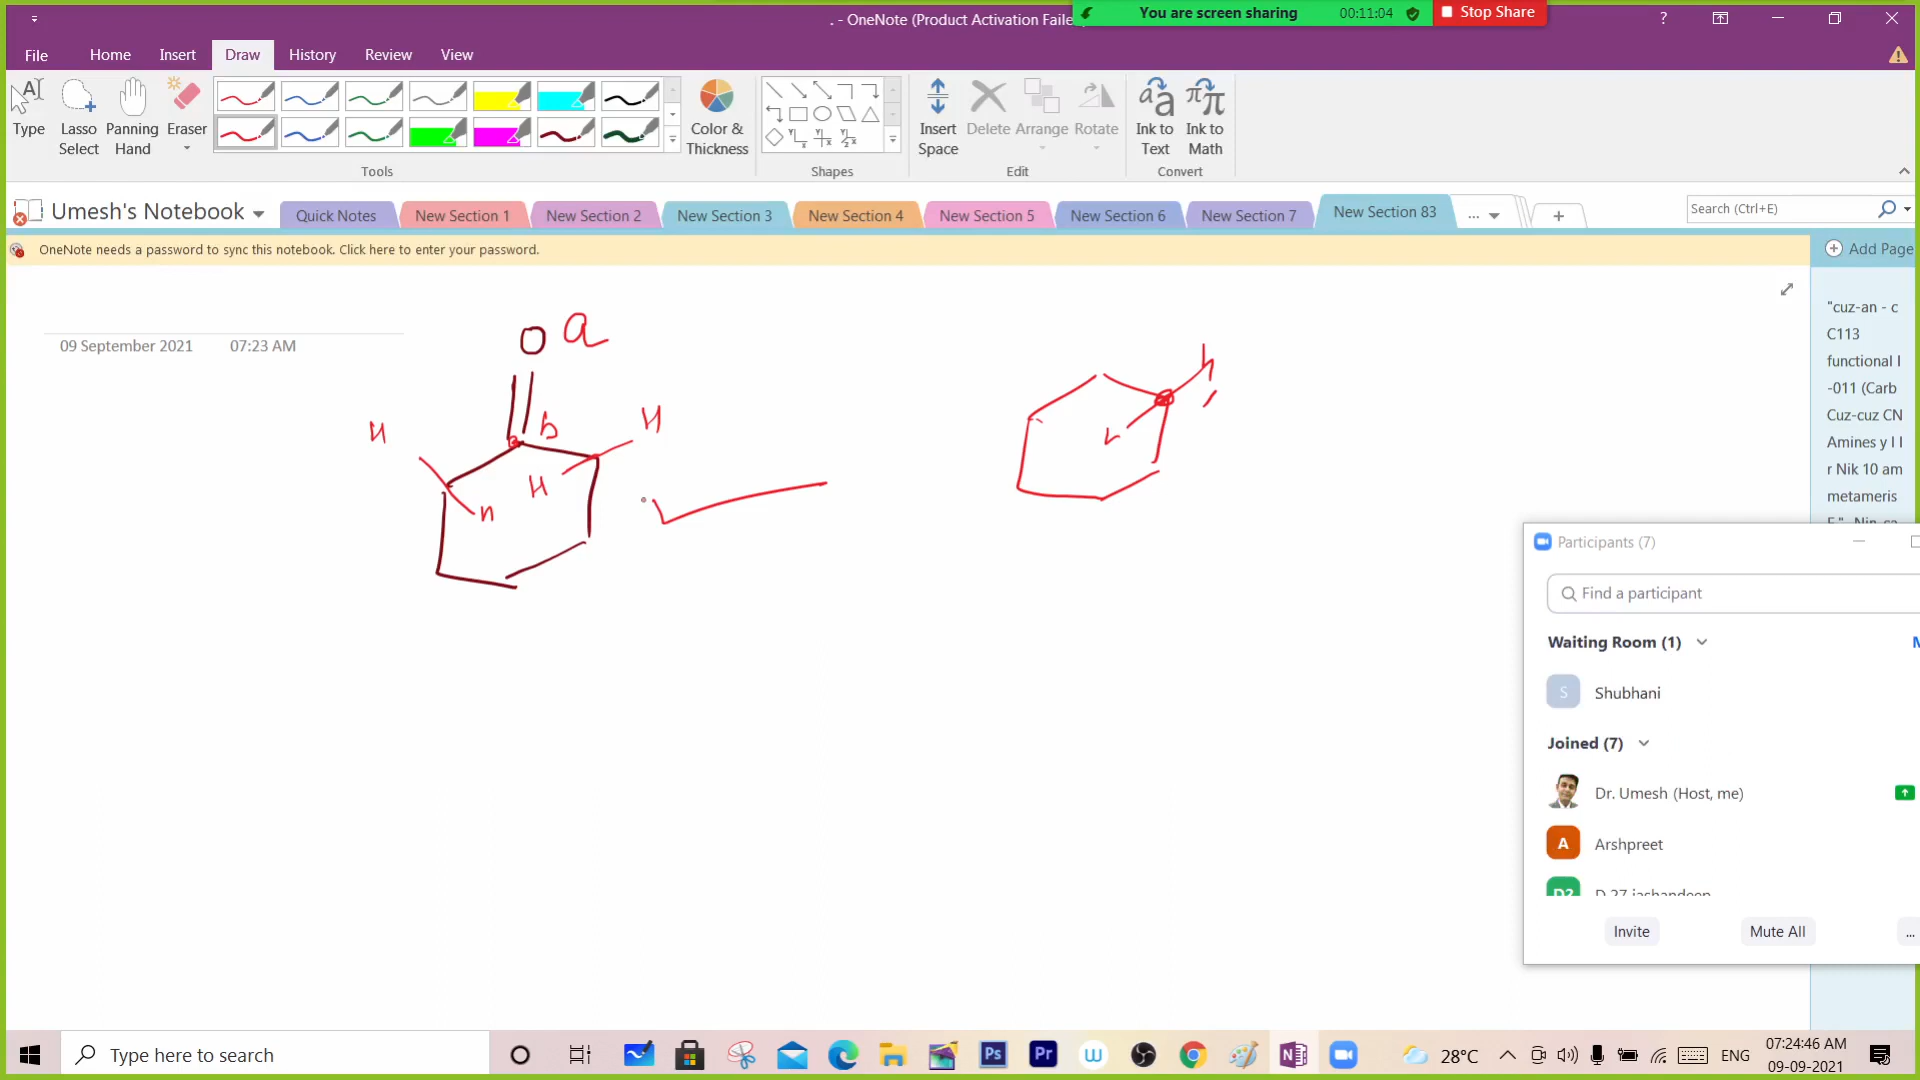 . - OneNote (Product Activation Faile
You are screen sharing
00:11:04
Stop Share
?
File
Home
Insert
Draw
History
Review
View
Type
Lasso
Select
Panning
Hand
Eraser
Color &
Thickness
Insert
Space
Delete
Arrange
Rotate
Ink to
Text
Ink to
Math
Tools
Shapes
Edit
Convert
Umesh's Notebook
Quick Notes
New Section 1
New Section 2
New Section 3
New Section 4
New Section 5
New Section 6
New Section 7
New Section 83
...
Search (Ctrl+E)
OneNote needs a password to sync this notebook. Click here to enter your password.
Add Page
09 September 2021
07:23 AM
O a
H
b
H
H
n
h
"cuz-an - c
C113
functional I
-011 (Carb
Cuz-cuz CN
Amines y I I
r Nik 10 am
metameris
Participants (7)
Find a participant
Waiting Room (1)
S
Shubhani
Joined (7)
Dr. Umesh (Host, me)
A
Arshpreet
D 27 jashandeep
Invite
Mute All
...
Type here to search
Ps
Pr
28°C
ENG
07:24:46 AM
09-09-2021